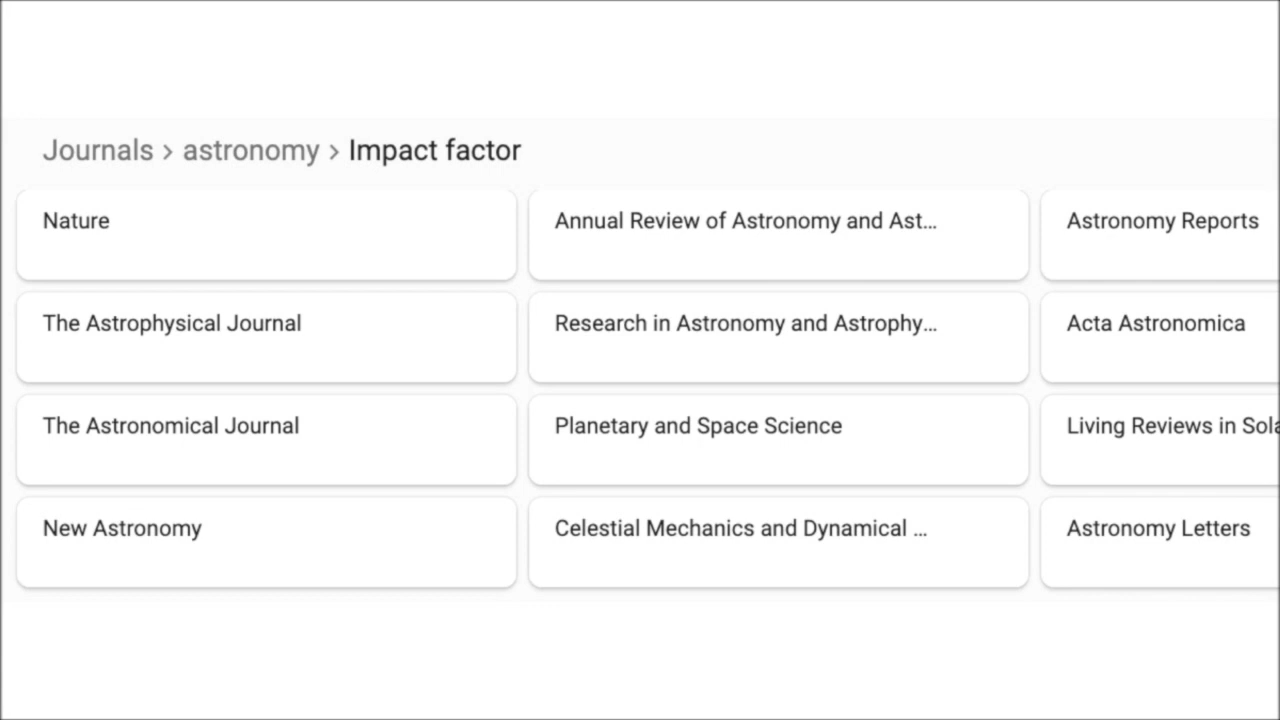 Journals > astronomy > Impact factor
Nature
Annual Review of Astronomy and Ast...
Astronomy Reports
The Astrophysical Journal
Research in Astronomy and Astrophy...
Acta Astronomica
The Astronomical Journal
Planetary and Space Science
Living Reviews in Sola
New Astronomy
Celestial Mechanics and Dynamical ...
Astronomy Letters